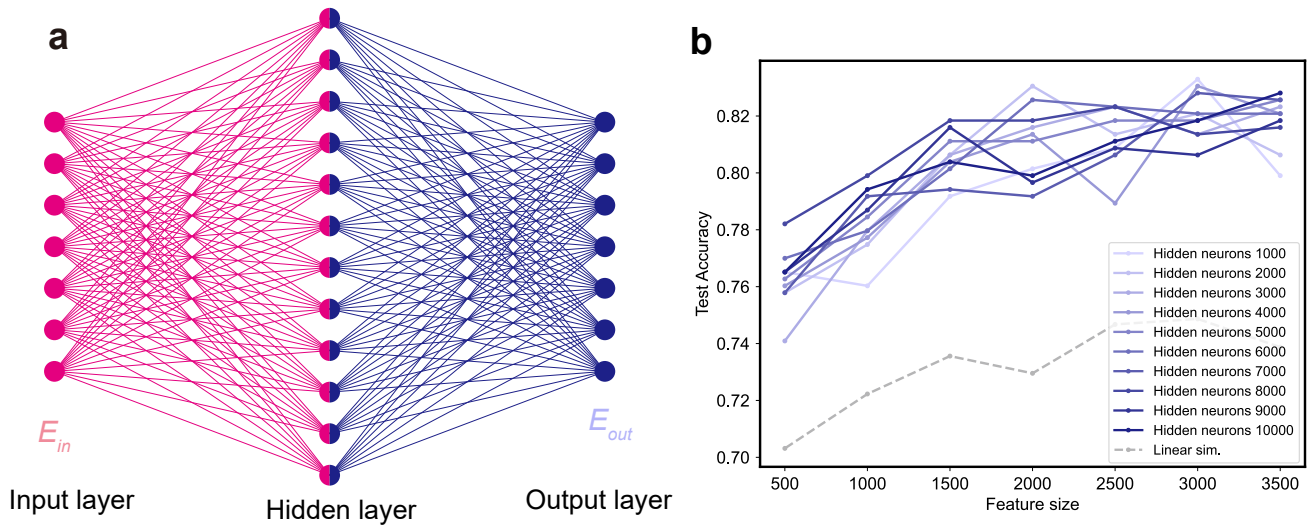 a
E_in
Input layer
Hidden layer
E_out
Output layer
b
Test Accuracy
0.82
0.80
0.78
0.76
0.74
0.72
0.70
500 1000 1500 2000 2500 3000 3500
Feature size
Hidden neurons 1000
Hidden neurons 2000
Hidden neurons 3000
Hidden neurons 4000
Hidden neurons 5000
Hidden neurons 6000
Hidden neurons 7000
Hidden neurons 8000
Hidden neurons 9000
Hidden neurons 10000
Linear sim.